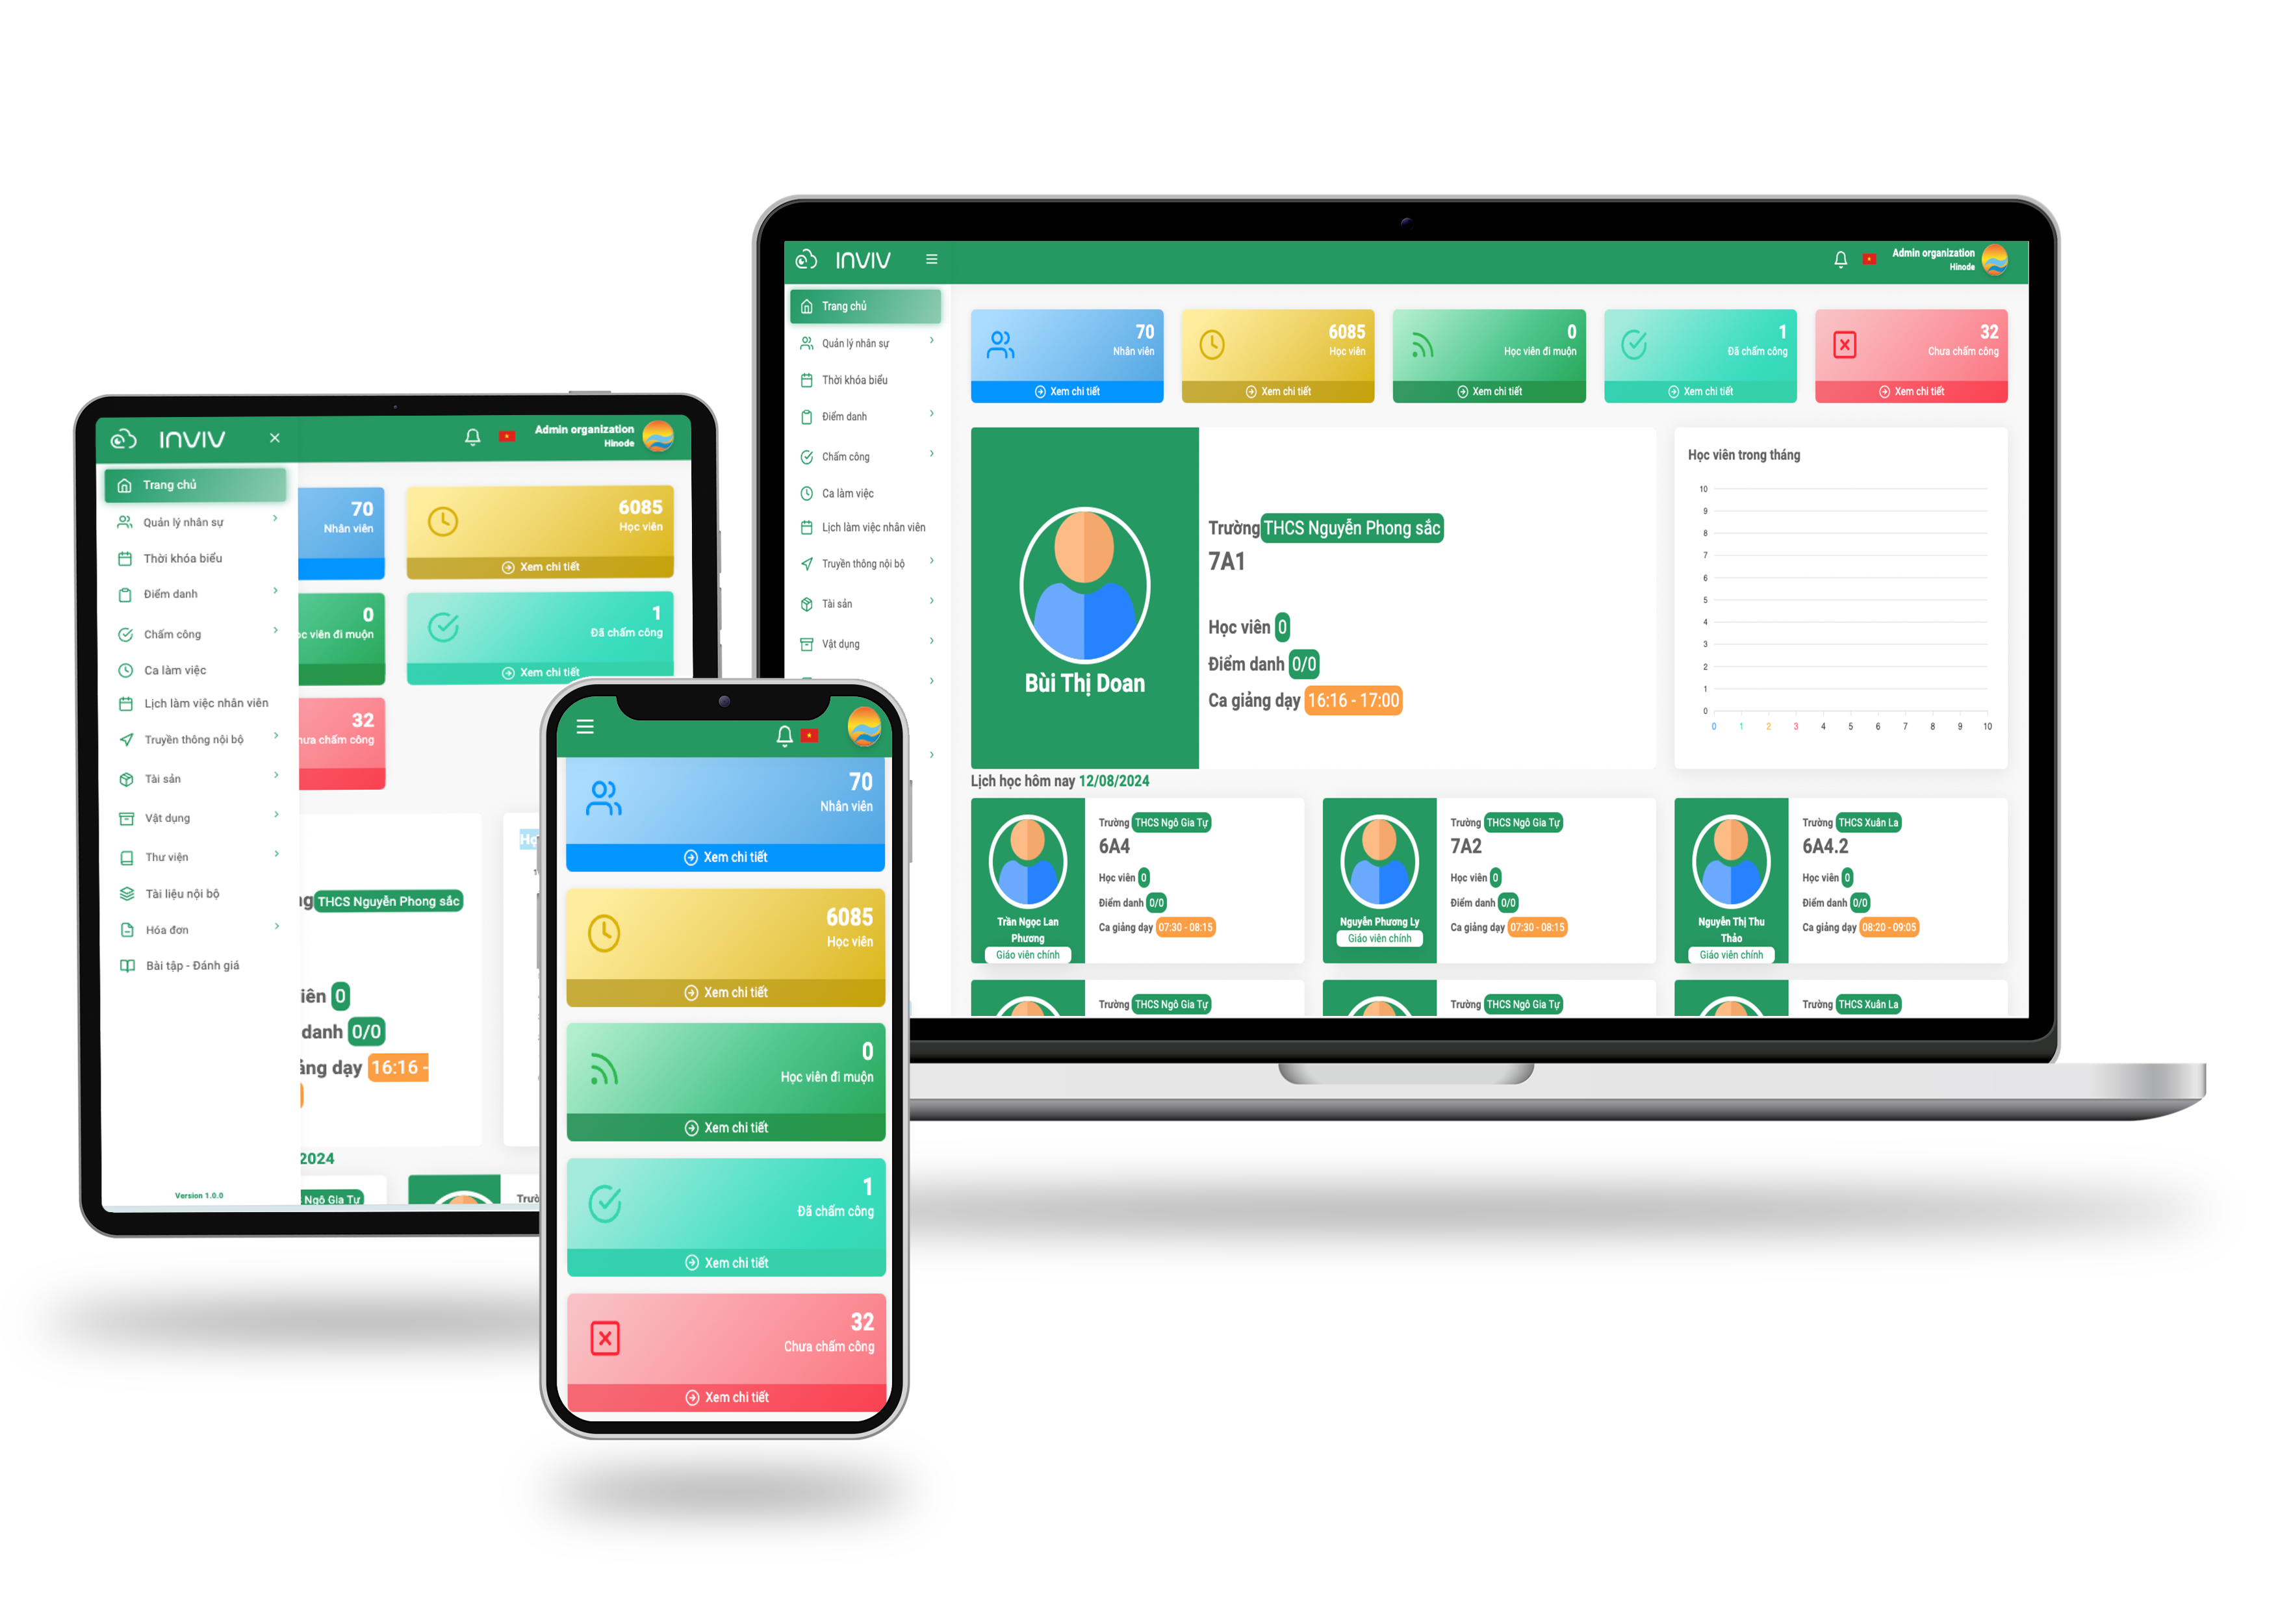 INVIV
Admin organization
Hinode
Trang chủ
Quản lý nhân sự
Thời khóa biểu
Điểm danh
Chấm công
Ca làm việc
Lịch làm việc nhân viên
Truyền thông nội bộ
Tài sản
Vật dụng
70
Nhân viên
Xem chi tiết
6085
Học viên
Xem chi tiết
0
Học viên đi muộn
Xem chi tiết
1
Đã chấm công
Xem chi tiết
32
Chưa chấm công
Xem chi tiết
Bùi Thị Doan
Trường THCS Nguyễn Phong sắc
7A1
Học viên 0
Điểm danh 0/0
Ca giảng dạy 16:16 - 17:00
Học viên trong tháng
10
9
8
7
6
5
4
3
2
1
0
0 1 2 3 4 5 6 7 8 9 10
Lịch học hôm nay 12/08/2024
Trần Ngọc Lan
Phương
Giáo viên chính
Trường THCS Ngô Gia Tự
6A4
Học viên 0
Điểm danh 0/0
Ca giảng dạy 07:30 - 08:15
Nguyễn Phương Ly
Giáo viên chính
Trường THCS Ngô Gia Tự
7A2
Học viên 0
Điểm danh 0/0
Ca giảng dạy 07:30 - 08:15
Nguyễn Thị Thu
Thảo
Giáo viên chính
Trường THCS Xuân La
6A4.2
Học viên 0
Điểm danh 0/0
Ca giảng dạy 08:20 - 09:05
Trường THCS Ngô Gia Tự
Trường THCS Ngô Gia Tự
Trường THCS Xuân La
INVIV
Admin organization
Hinode
Trang chủ
Quản lý nhân sự
Thời khóa biểu
Điểm danh
Chấm công
Ca làm việc
Lịch làm việc nhân viên
Truyền thông nội bộ
Tài sản
Vật dụng
Thư viện
Tài liệu nội bộ
Hóa đơn
Bài tập - Đánh giá
Version 1.0.0
70
Nhân viên
6085
Học viên
Xem chi tiết
0
viên đi muộn
1
Đã chấm công
Xem chi tiết
32
chấm công
THCS Nguyễn Phong sắc
0
danh 0/0
dạy 16:16 -
2024
Ngô Gia Tự
70
Nhân viên
Xem chi tiết
6085
Học viên
Xem chi tiết
0
Học viên đi muộn
Xem chi tiết
1
Đã chấm công
Xem chi tiết
32
Chưa chấm công
Xem chi tiết